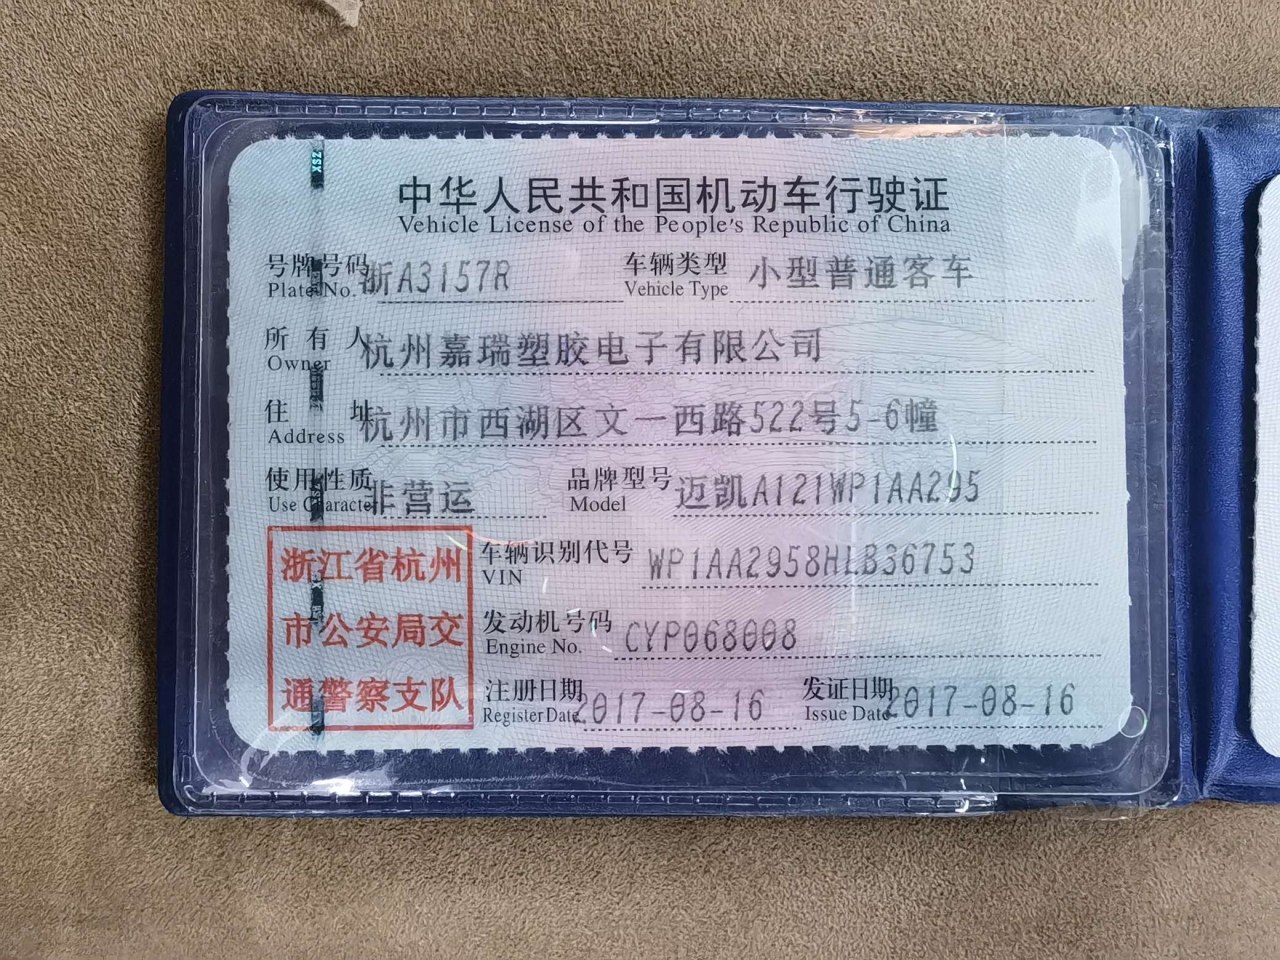 中华人民共和国机动车行驶证
Vehicle License of the People's Republic of China
号牌号码 浙A3157R 车辆类型 小型普通客车
Plate No. Vehicle Type
所有人 杭州嘉瑞塑胶电子有限公司
Owner
住址 杭州市西湖区文一西路522号5-6幢
Address
使用性质 非营运 品牌型号 迈凯A121WP1AA295
Use Character Model
浙江省杭州
市公安局交
通警察支队
车辆识别代号 WP1AA2958HLB36753
VIN
发动机号码 CYP068008
Engine No.
注册日期 2017-08-16 发证日期 2017-08-16
Register Date Issue Date
XSZ